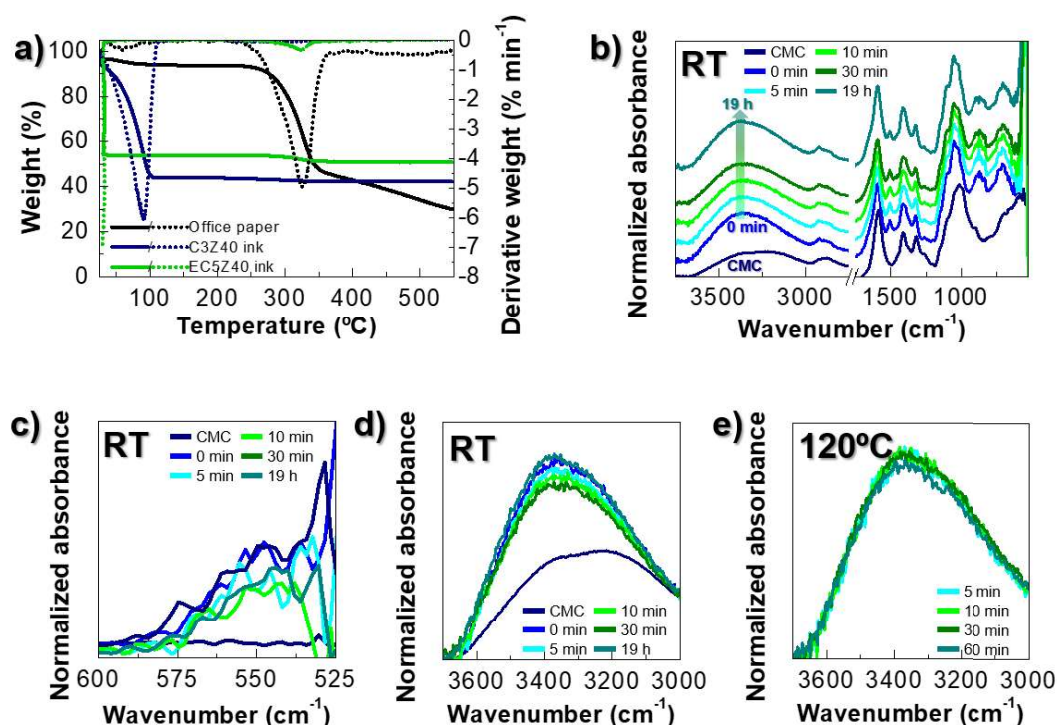 a)
100
80
60
40
20
0
Weight (%)
100 200 300 400 500
Temperature (ºC)
0
-1
-2
-3
-4
-5
-6
-7
-8
Derivative weight (% min-1)
Office paper
C3Z40 ink
EC5Z40 ink
b)
RT
CMC 10 min
0 min 30 min
5 min 19 h
19 h
0 min
CMC
Normalized absorbance
3500 3000 1500 1000
Wavenumber (cm-1)
c)
RT
CMC 10 min
0 min 30 min
5 min 19 h
Normalized absorbance
600 575 550 525
Wavenumber (cm-1)
d)
RT
CMC 10 min
0 min 30 min
5 min 19 h
Normalized absorbance
3600 3400 3200 3000
Wavenumber (cm-1)
e)
120ºC
5 min
10 min
30 min
60 min
Normalized absorbance
3600 3400 3200 3000
Wavenumber (cm-1)